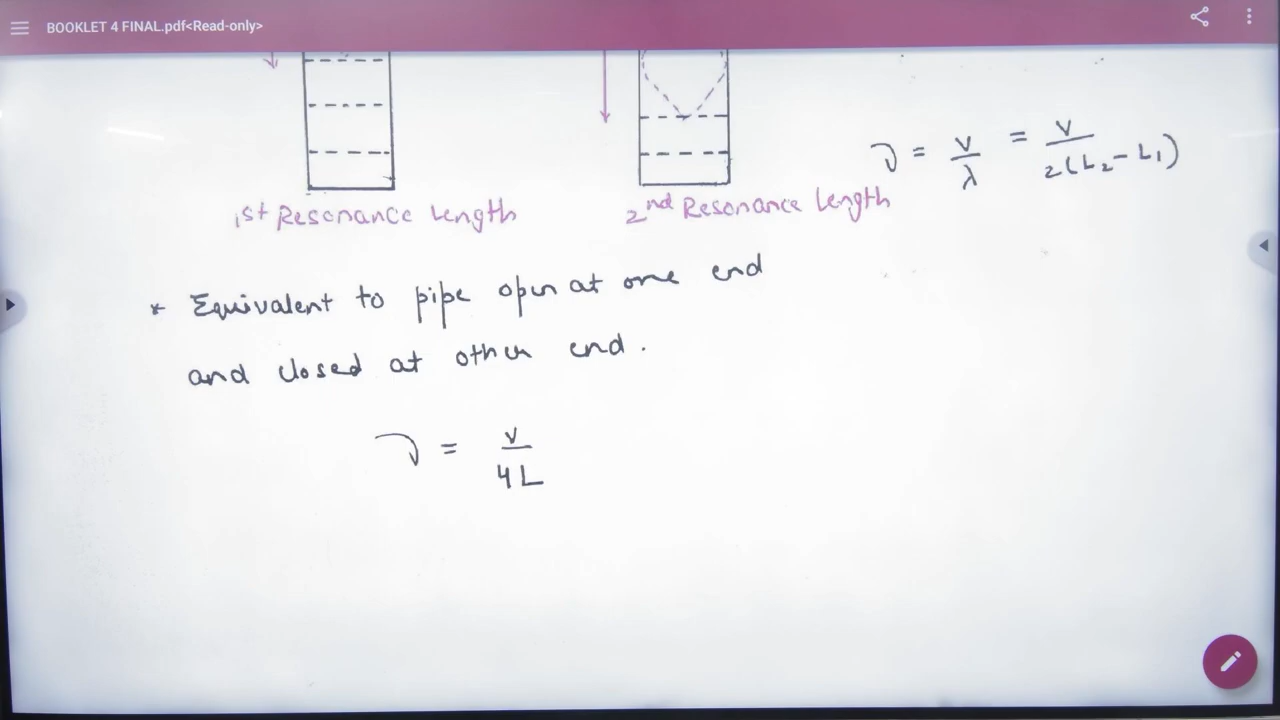 BOOKLET 4 FINAL.pdf<Read-only>
ν = v/λ = v/2(L₂-L₁)
1st Resonance Length
2nd Resonance Length
* Equivalent to pipe open at one end
and closed at other end.
ν = v/4L